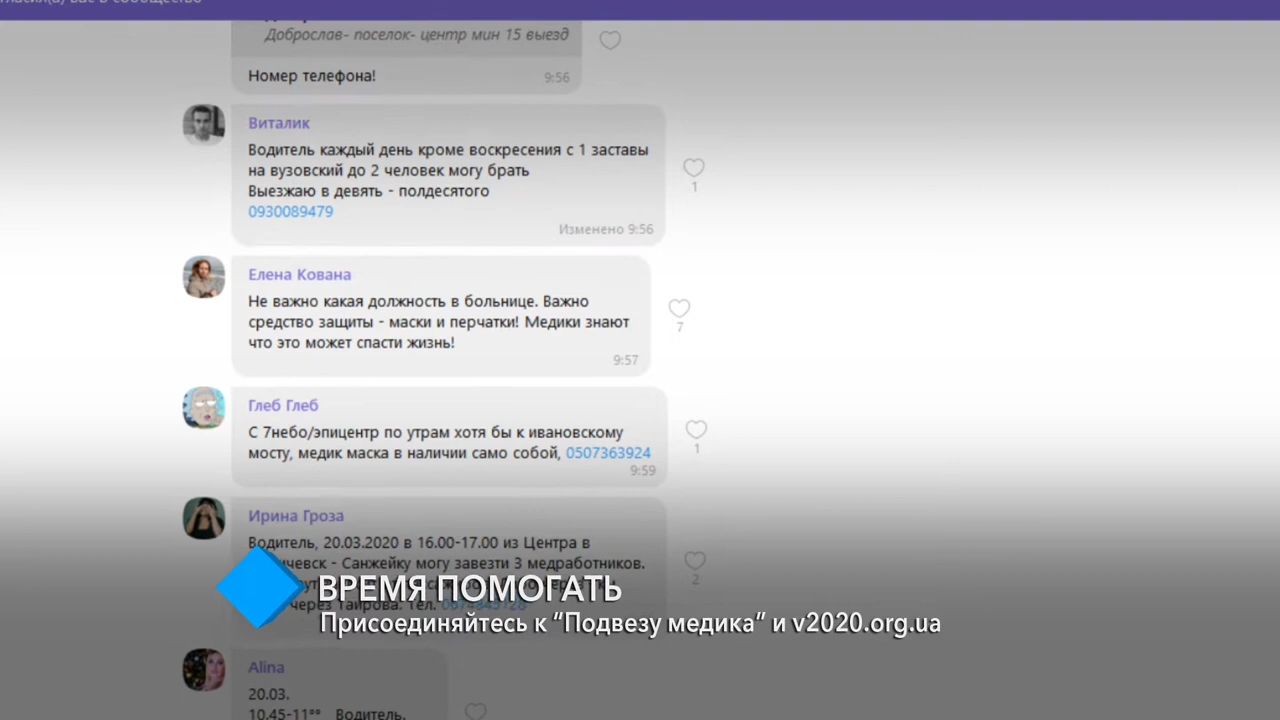 Доброслав- поселок- центр мин 15 выезд
Номер телефона!
9:56
Виталик
Водитель каждый день кроме воскресения с 1 заставы
на вузовский до 2 человек могу брать
Выезжаю в девять - полдесятого
0930089479
Изменено 9:56
1
Елена Кована
Не важно какая должность в больнице. Важно
средство защиты - маски и перчатки! Медики знают
что это может спасти жизнь!
9:57
7
Глеб Глеб
С 7небо/эпицентр по утрам хотя бы к ивановскому
мосту, медик маска в наличии само собой, 0507363924
9:59
1
Ирина Гроза
Водитель, 20.03.2020 в 16.00-17.00 из Центра в
- Санжейку могу завезти 3 медработников.
2
через Таирова. Тел.
ВРЕМЯ ПОМОГАТЬ
Присоединяйтесь к “Подвезу медика” и v2020.org.ua
Alina
20.03.
10.45-11°° Водитель.